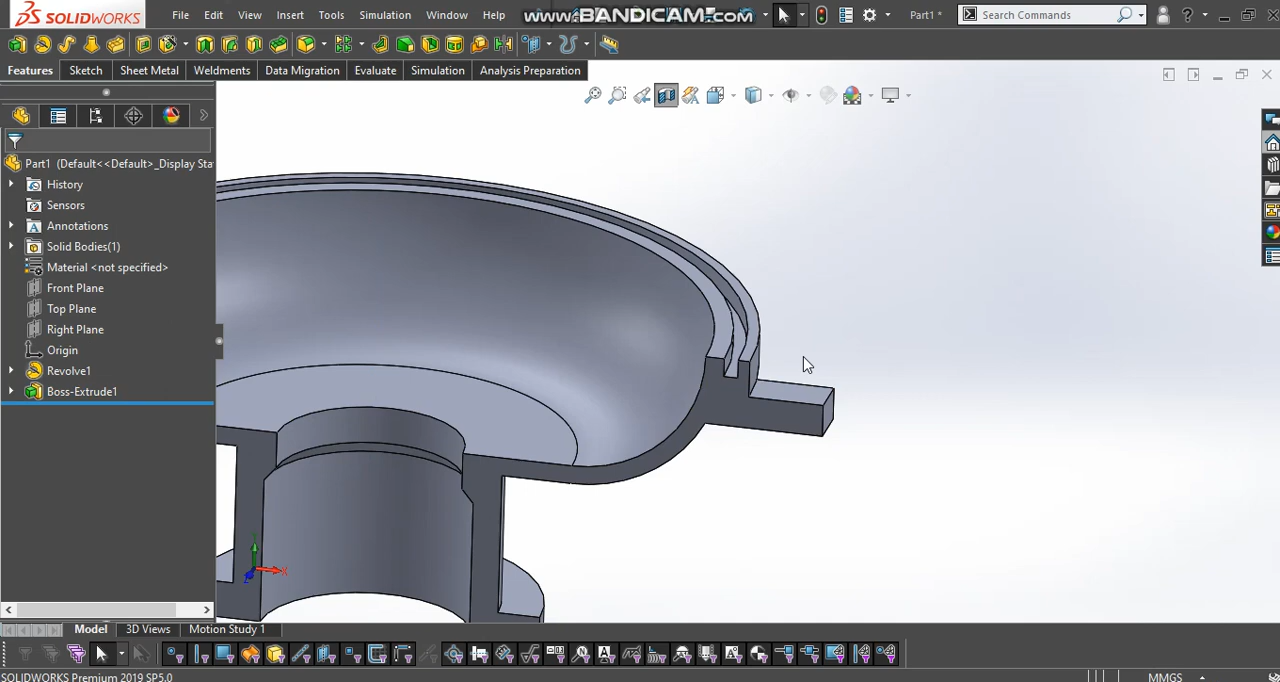 SOLIDWORKS File Edit View Insert Tools Simulation Window Help www.BANDICAM.com Part1 * Search Commands ?
Features Sketch Sheet Metal Weldments Data Migration Evaluate Simulation Analysis Preparation
Part1 (Default<<Default>_Display Sta
History
Sensors
Annotations
Solid Bodies(1)
Material <not specified>
Front Plane
Top Plane
Right Plane
Origin
Revolve1
Boss-Extrude1
Model 3D Views Motion Study 1
SOLIDWORKS Premium 2019 SP5.0 MMGS